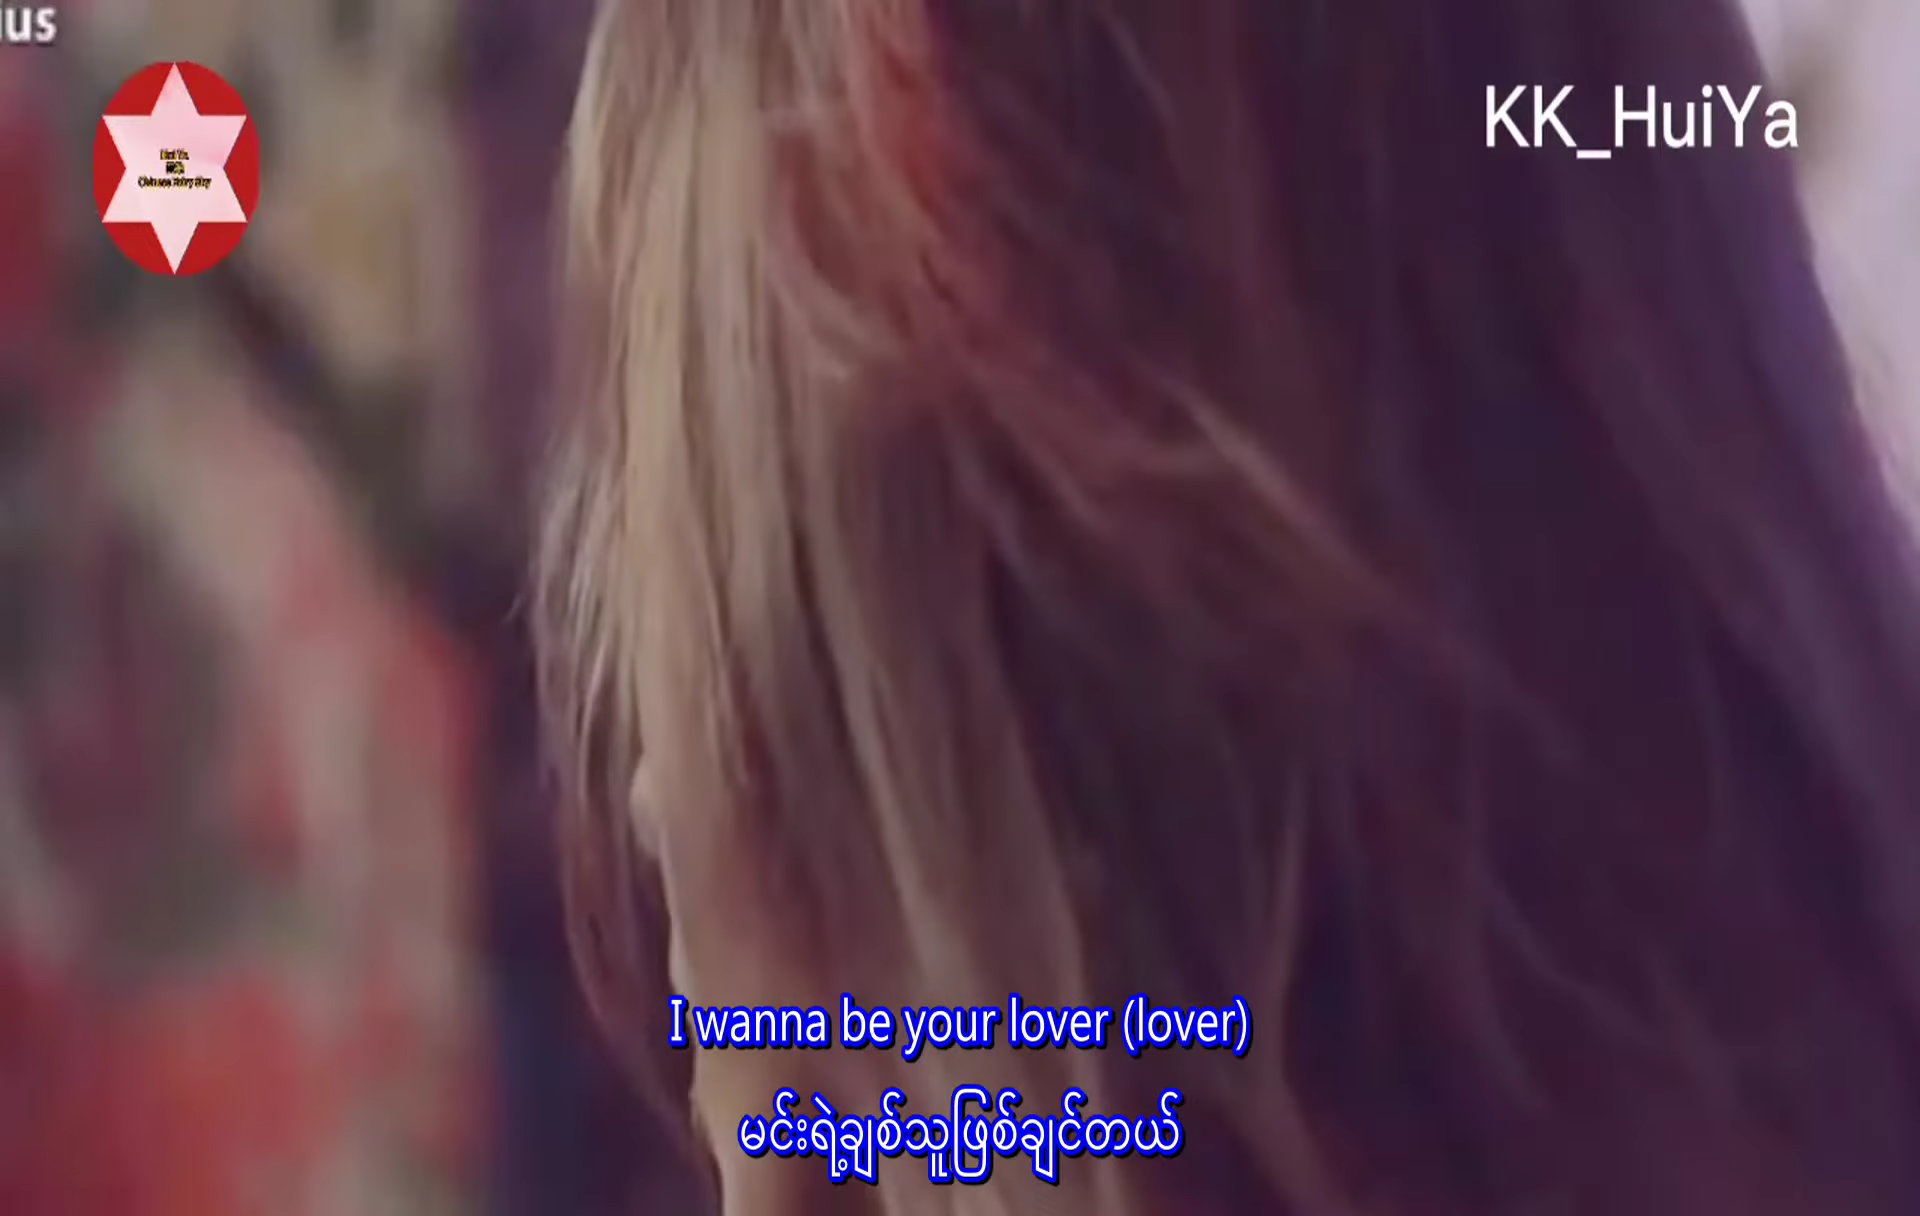 ius
KK_HuiYa
I wanna be your lover (lover)
မင်းရဲ့ချစ်သူဖြစ်ချင်တယ်